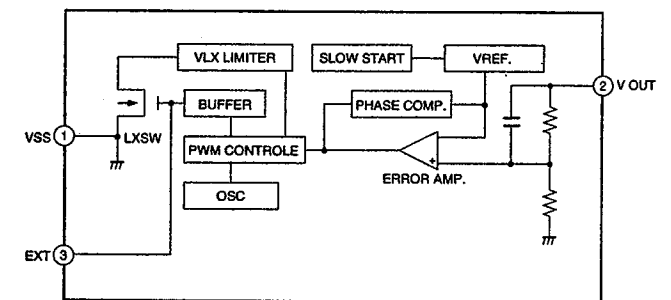 VLX LIMITER
SLOW START
VREF.
2
V OUT
BUFFER
PHASE COMP.
VSS
1
LXSW
PWM CONTROLE
+
ERROR AMP.
OSC
EXT
3